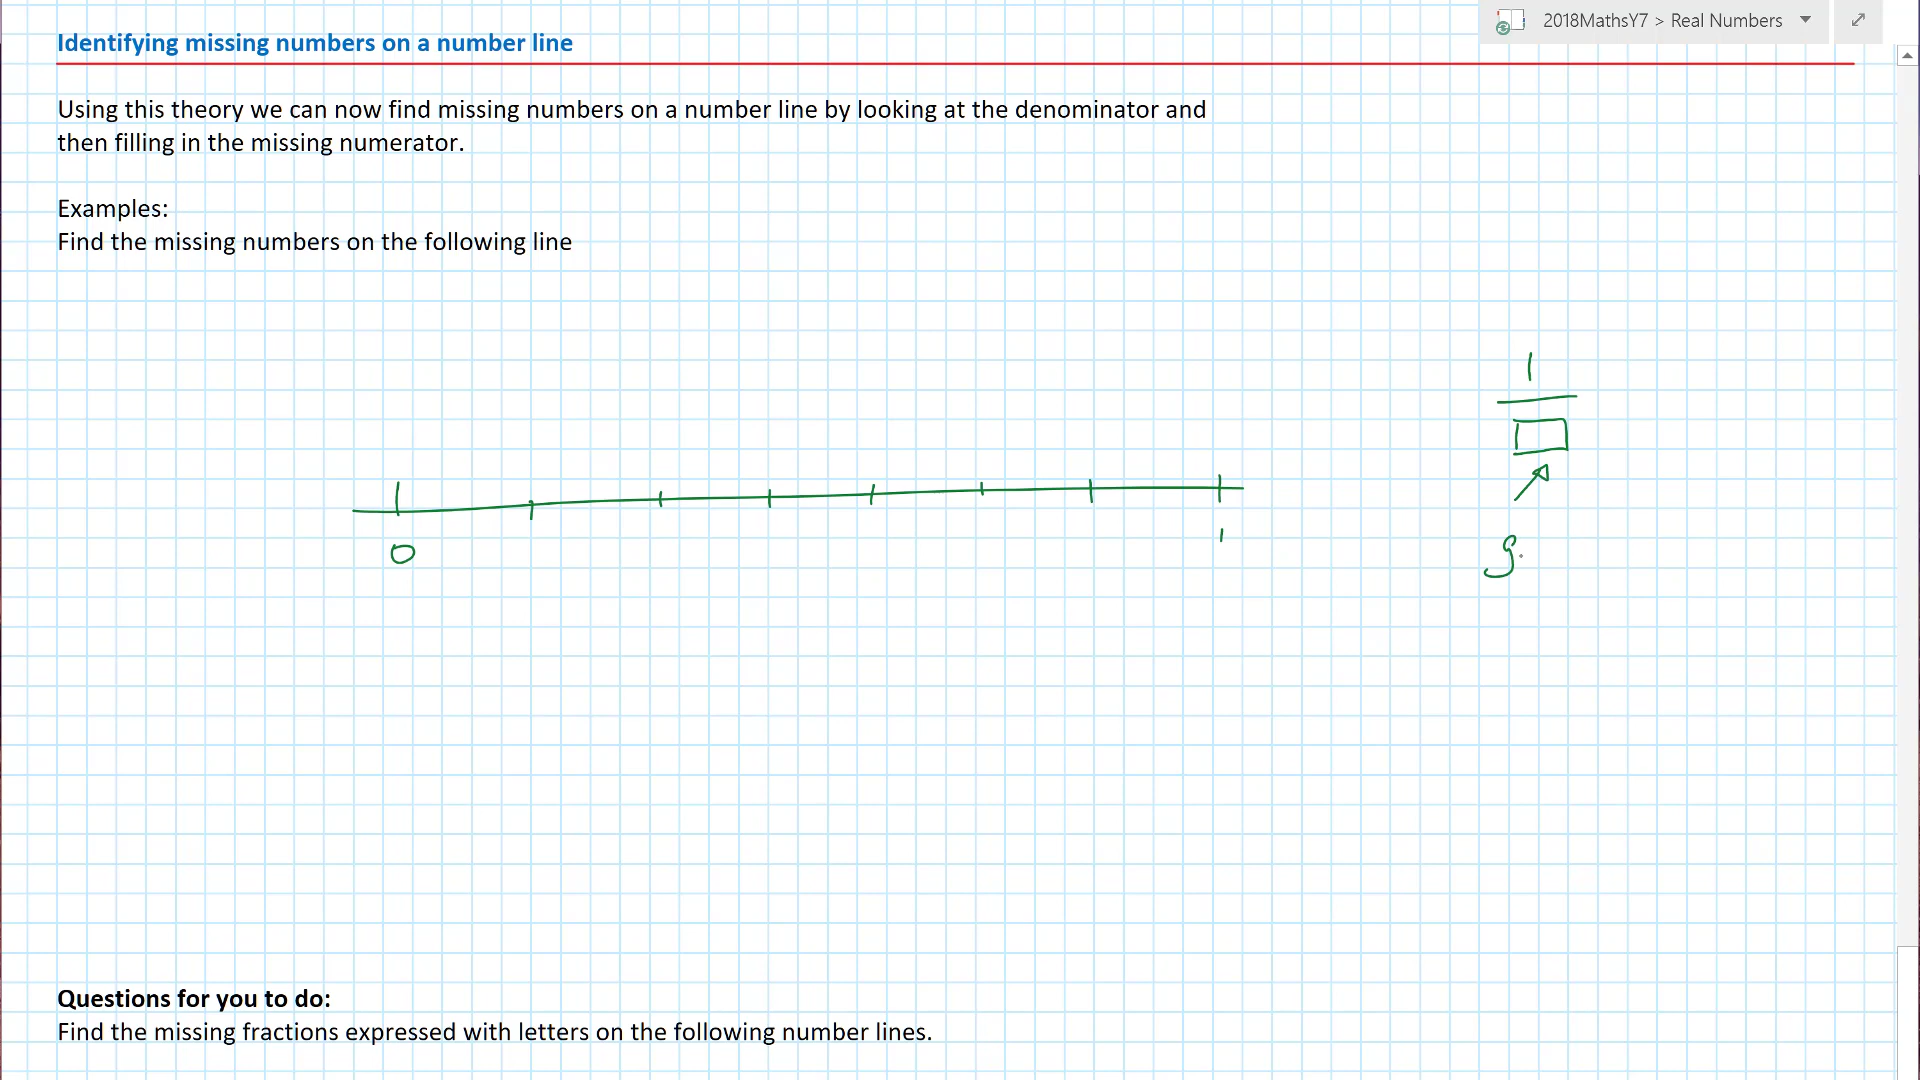 2018MathsY7 > Real Numbers
Identifying missing numbers on a number line
Using this theory we can now find missing numbers on a number line by looking at the denominator and
then filling in the missing numerator.
Examples:
Find the missing numbers on the following line
1
0
1
Questions for you to do:
Find the missing fractions expressed with letters on the following number lines.